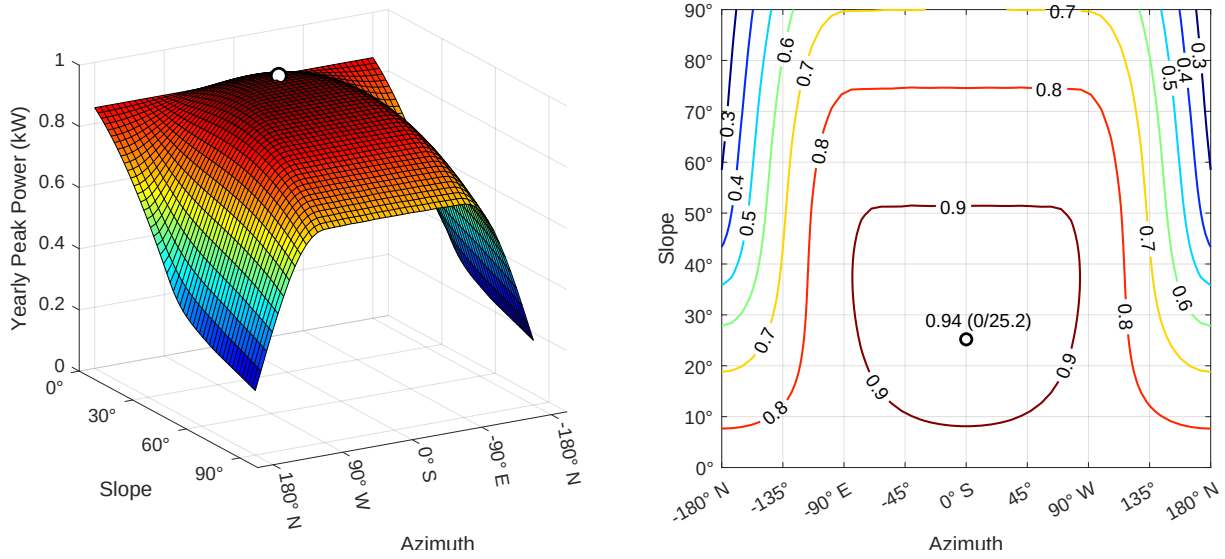 Yearly Peak Power (kW)
1
0.8
0.6
0.4
0.2
0
0°
30°
60°
90°
Slope
180° N
90° W
0° S
-90° E
-180° N
Azimuth
90°
80°
70°
60°
50°
40°
30°
20°
10°
0°
Slope
0.7
0.6
0.7
0.3
0.4
0.5
0.8
0.8
0.3
0.4
0.5
0.9
0.7
0.6
0.94 (0/25.2)
0.8
0.7
0.9
0.9
0.8
-180° N
-135°
-90° E
-45°
0° S
45°
90° W
135°
180° N
Azimuth